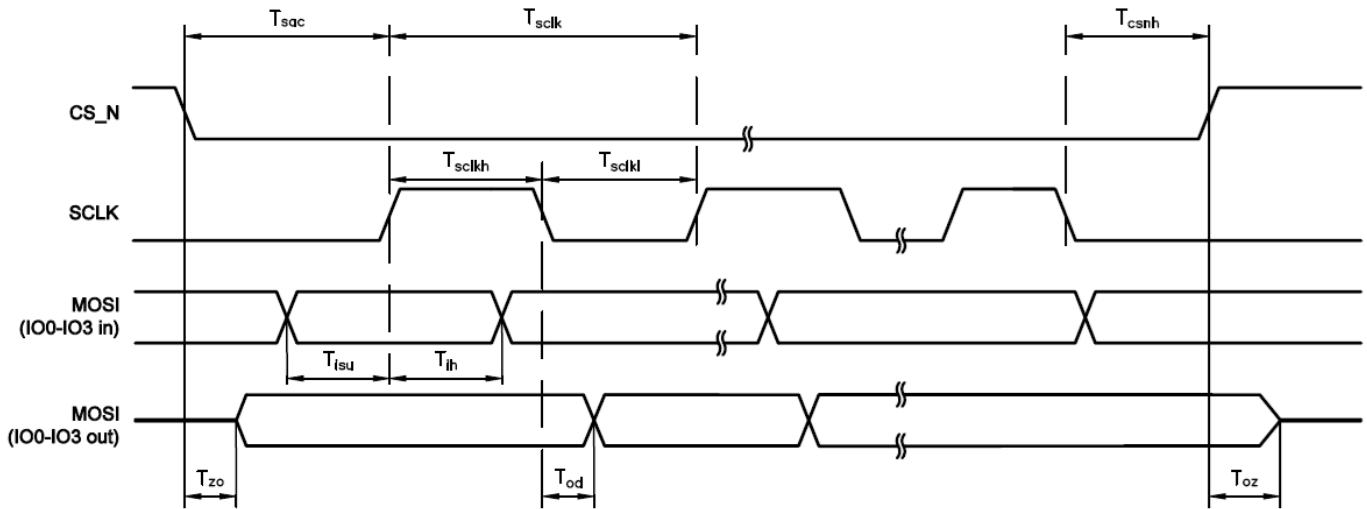 Tsac Tsclk Tcsnh
CS_N
Tsclkh Tsclkl
SCLK
MOSI
(IO0-IO3 in)
Tisu Tih
MOSI
(IO0-IO3 out)
Tzo Tod Toz